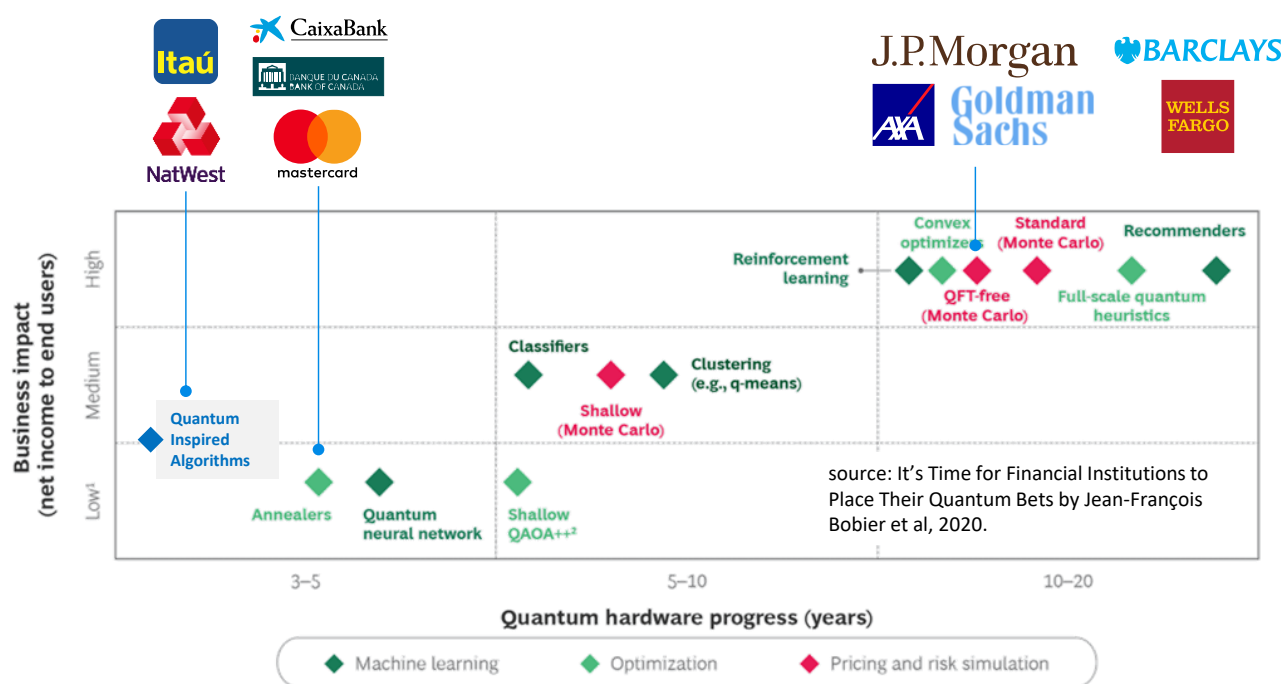 Itaú
CaixaBank
BANQUE DU CANADA
BANK OF CANADA
NatWest
mastercard
J.P.Morgan
BARCLAYS
AXA
Goldman
Sachs
WELLS
FARGO
Business impact
(net income to end users)
High
Medium
Low¹
Convex
optimizers
Standard
(Monte Carlo)
Recommenders
Reinforcement
learning
QFT-free
(Monte Carlo)
Full-scale quantum
heuristics
Classifiers
Clustering
(e.g., q-means)
Shallow
(Monte Carlo)
Quantum
Inspired
Algorithms
Annealers
Quantum
neural network
Shallow
QAOA++²
source: It's Time for Financial Institutions to
Place Their Quantum Bets by Jean-François
Bobier et al, 2020.
3–5
5–10
10–20
Quantum hardware progress (years)
Machine learning
Optimization
Pricing and risk simulation